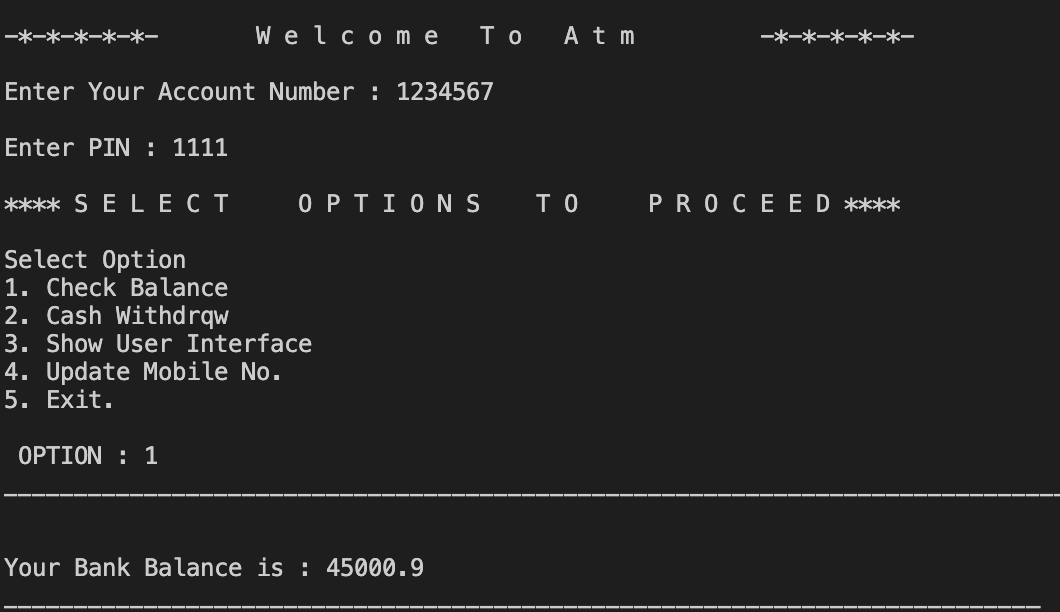 -*-*-*-*-*- W e l c o m e T o A t m -*-*-*-*-*-
Enter Your Account Number : 1234567
Enter PIN : 1111
**** S E L E C T O P T I O N S T O P R O C E E D ****
Select Option
1. Check Balance
2. Cash Withdrqw
3. Show User Interface
4. Update Mobile No.
5. Exit.
OPTION : 1
Your Bank Balance is : 45000.9